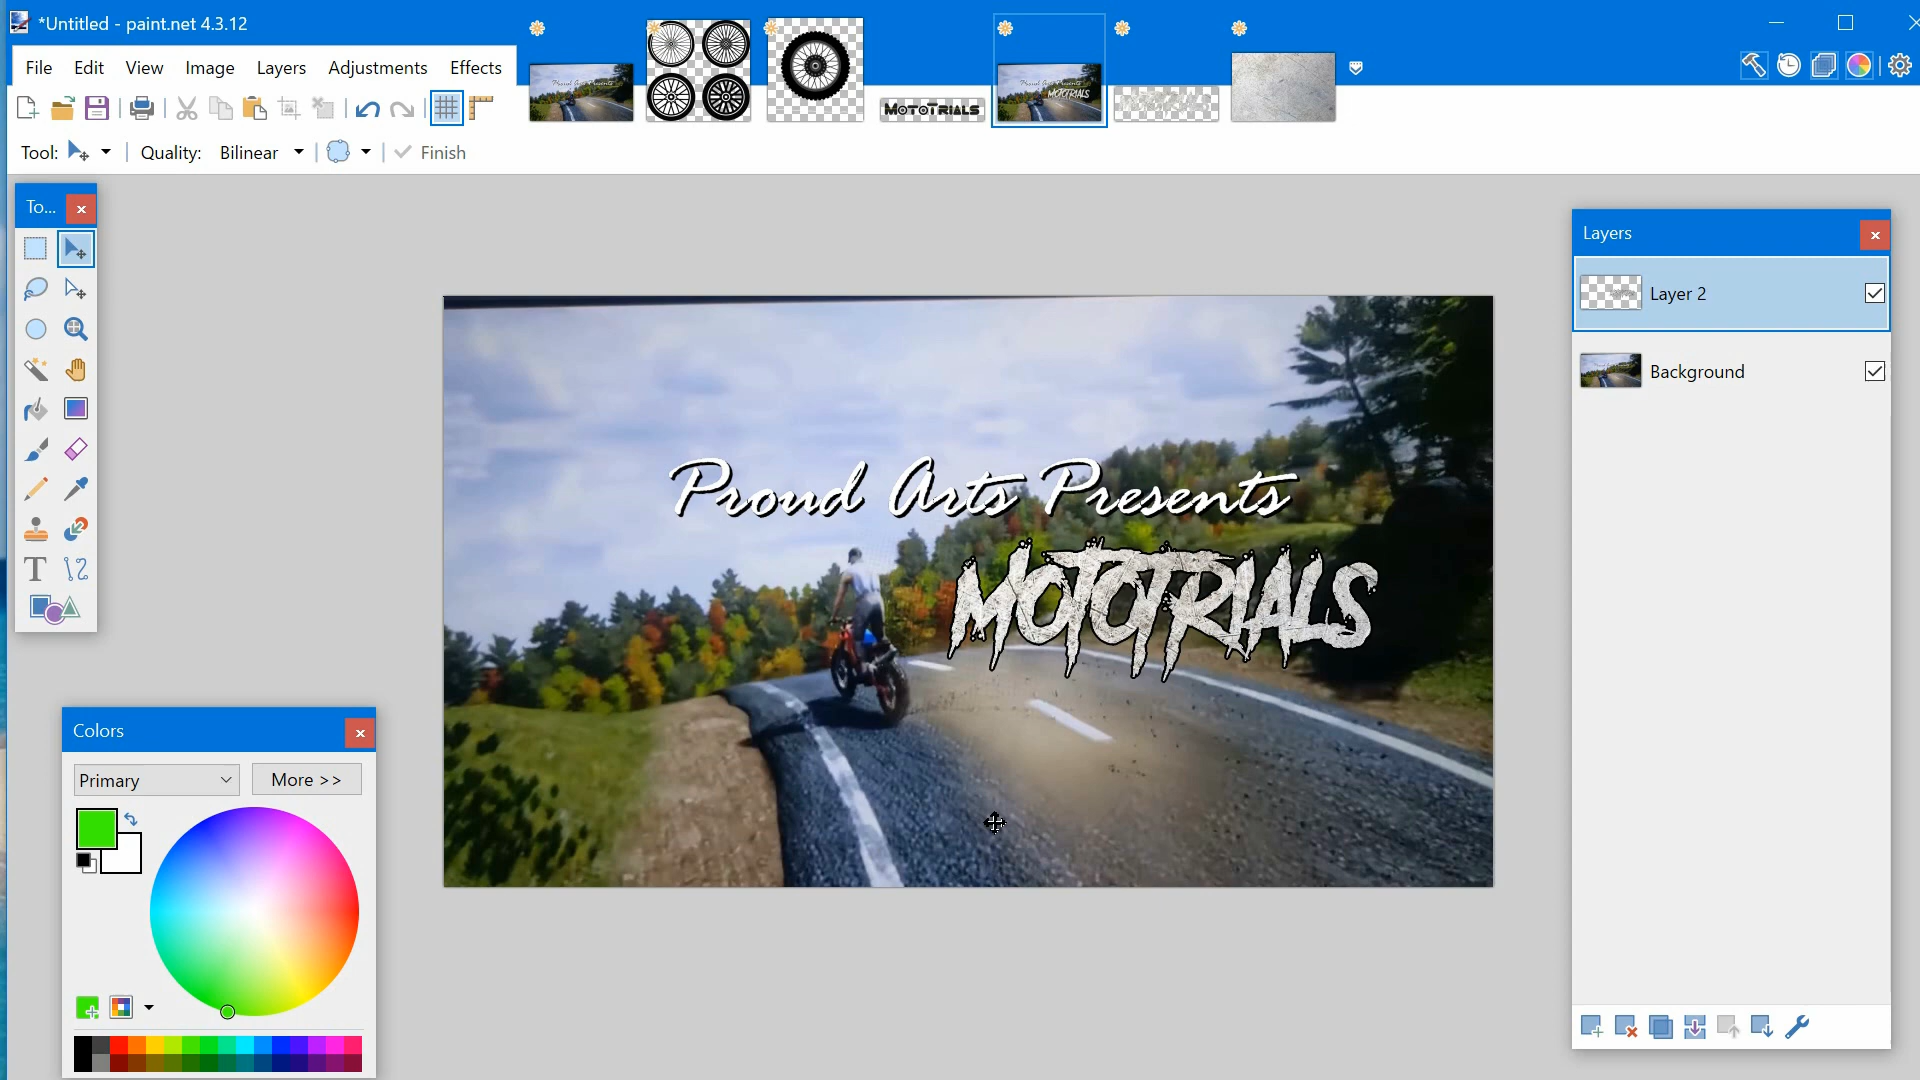 *Untitled - paint.net 4.3.12
File Edit View Image Layers Adjustments Effects
MOTOTRIALS
Tool: Quality: Bilinear Finish
To...
Layers
Layer 2
Background
Proud Arts Presents
MOTOTRIALS
Colors
Primary More >>